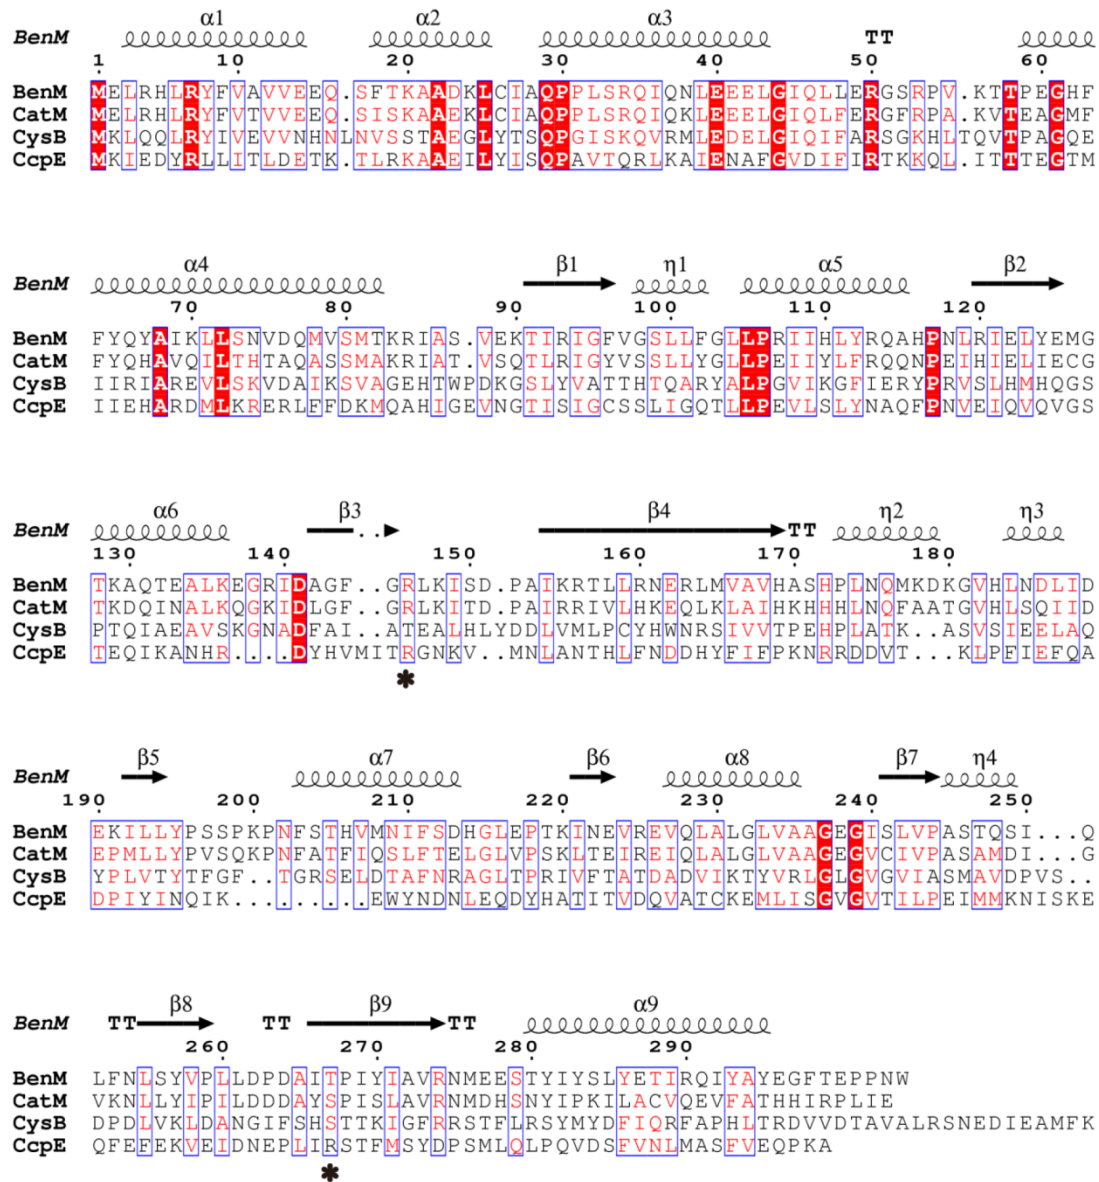 α1 α2 α3
BenM TT
1 10 20 30 40 50 60
BenM MELRHLRYFVAVVEEQ.SFTKAADKLCIAQPPLSRQIQNLEEELGIQLLERGSRPV.KTTPEGHF
CatM MELRHLRYFVTVVEEQ.SISKAAEKLCIAQPPLSRQIQKLEEELGIQLFERGFRPA.KVTEAGMF
CysB MKLQQLRYIVEVVNHNLNVSSTAEGLYTSQPGISKQVRMLEDELGIQIFARSGKHLTQVTPAGQE
CcpE MKIEDYRLLITLDETK.TLRKAAEILYISQPAVTQRLKAIENAFGVDIFIRTKKQL.ITTTEGTM
α4 β1 η1 α5 β2
BenM
70 80 90 100 110 120
BenM FYQYAIKLLSNVDQMVSMTKRIAS.VEKTIRIGFVGSLLFGLLPRIIHLYRQAHPNLRIELYEMG
CatM FYQHAVQILTHTAQASSMAKRIAT.VSQTLRIGYVSSLLYGLLPEIIYLFRQQNPEIHIELIECG
CysB IIRIAREVLSKVDAIKSVAGEHTWPDKGSLYVATTHTQARYALPGVIKGFIERYPRVSLHMHQGS
CcpE IIEHARDMLKRERLFFDKMQAHIGEVNGTISIGCSSLIGQTLLPEVLSLYNAQFPNVEIQVQVGS
α6 β3 β4 η2 η3
BenM .. TT
130 140 150 160 170 180
BenM TKAQTEALKEGRIDAGF..GRLKISD.PAIKRTLLRNERLMVAVHASHPLNQMKDKGVHLNDLID
CatM TKDQINALKQGKIDLGF..GRLKITD.PAIRRIVLHKEQLKLAIHKHHHLNQFAATGVHLSQIID
CysB PTQIAEAVSKGNADFAI..ATEALHLYDDLVMLPCYHWNRSIVVTPEHPLATK..ASVSIEELAQ
CcpE TEQIKANHR....DYHVMITRGNKV..MNLANTHLFNDDHYFIFPKNRRDDVT...KLPFIEFQA
*
β5 α7 β6 α8 β7 η4
BenM
190 200 210 220 230 240 250
BenM EKILLYPSSPKPNFSTHVMNIFSDHGLEPTKINEVREVQLALGLVAAGEGISLVPASTQSI...Q
CatM EPMLLYPVSQKPNFATFIQSLFTELGLVPSKLTEIREIQLALGLVAAGEGVCIVPASAMDI...G
CysB YPLVTYTFGF..TGRSELDTAFNRAGLTPRIVFTATDADVIKTYVRLGLGVGVIASMAVDPVS..
CcpE DPIYINQIK.......EWYNDNLEQDYHATITVDQVATCKEMLISGVGVTILPEIMMKNISKE
β8 β9 α9
BenM TT TT TT
260 270 280 290
BenM LFNLSYVPLLDPDAITPIYIAVRNMEESTYIYSLYETIRQIYAYEGFTEPPNW
CatM VKNLLYIPILDDDAYSPISLAVRNMDHSNYIPKILACVQEVFATHHIRPLIE
CysB DPDLVKLDANGIFSHSTTKIGFRRSTFLRSYMYDFIQRFAPHLTRDVVDTAVALRSNEDIEAMFK
CcpE QFEFEKVEIDNEPLIRSTFMSYDPSMLQLPQVDSFVNLMASFVEQPKA
*